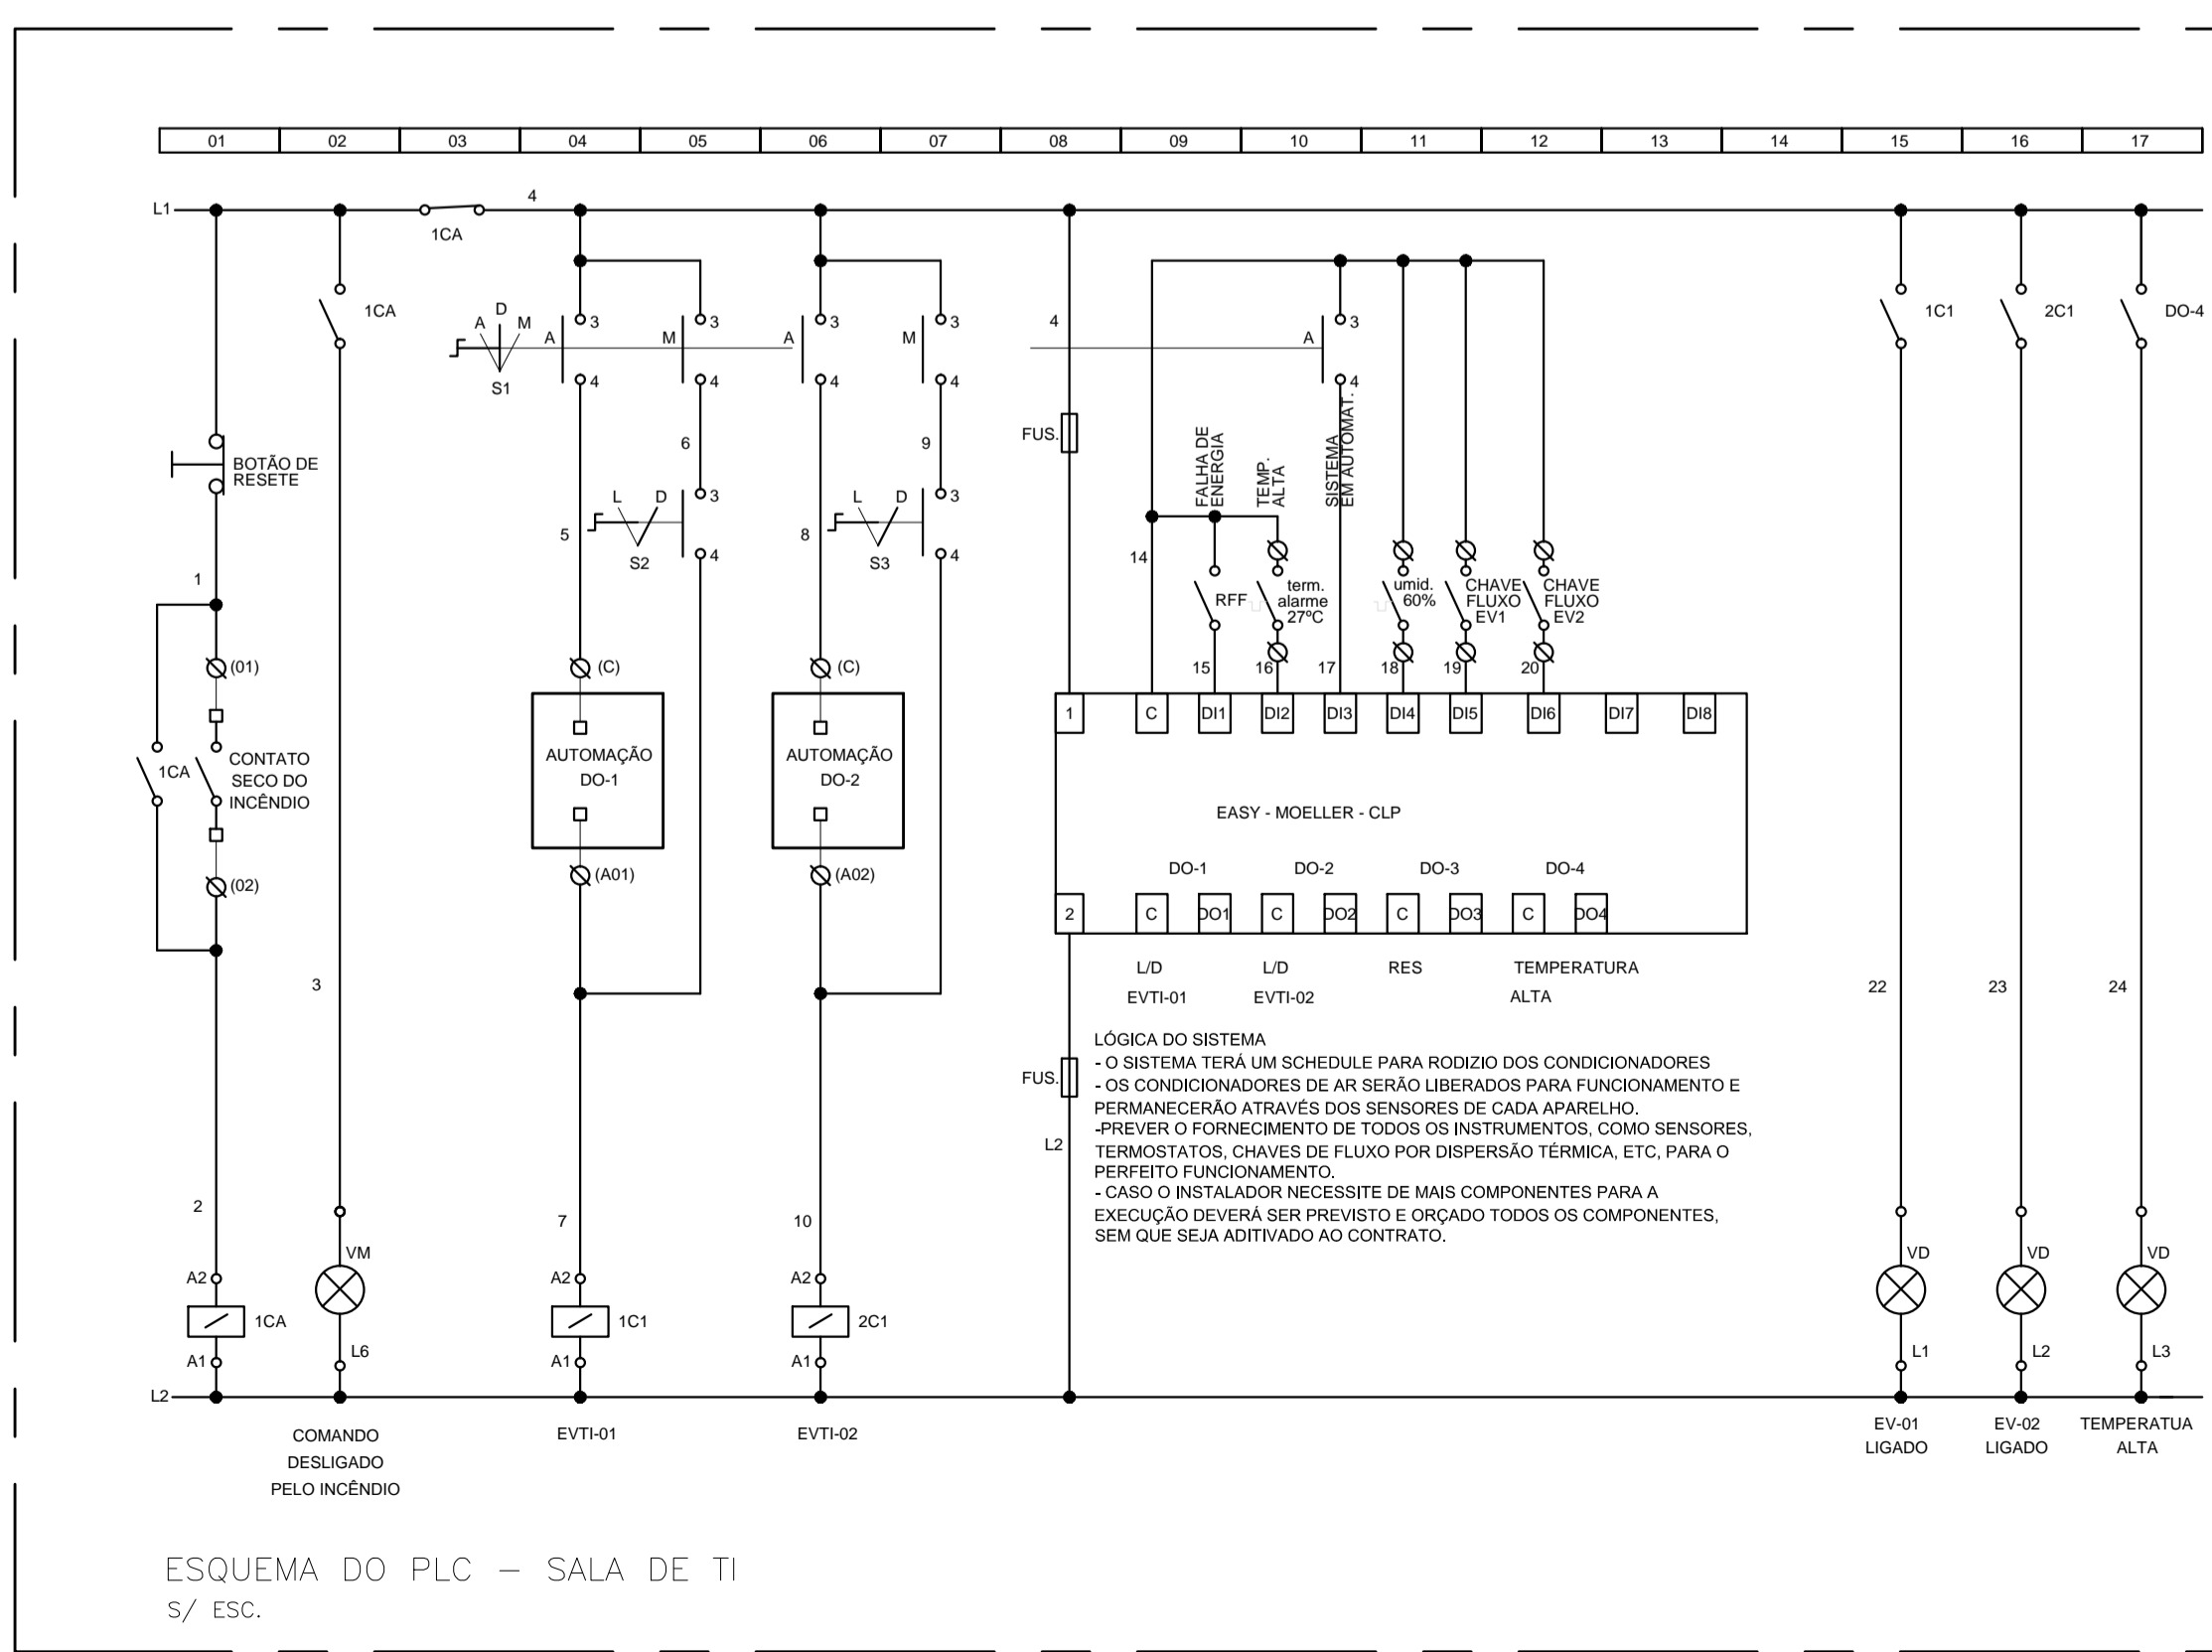 01 02 03 04 05 06 07 08 09 10 11 12 13 14 15 16 17
L1 4
1CA
1CA 1C1 2C1 DO-4
A D M
S1
A 3 M 3 A 3 M 3 4 A 3
4 4 4 4 4
BOTÃO DE
RESETE
6 9
FUS.
FALHA DE
ENERGIA
TEMP.
ALTA
SISTEMA
EM AUTOMAT.
L D 3
S2 4
L D 3
S3 4
5 8 14
1
RFF
term.
alarme
27ºC
umid.
60%
CHAVE
FLUXO
EV1
CHAVE
FLUXO
EV2
(01) (C) (C) 15 16 17 18 19 20
1 C DI1 DI2 DI3 DI4 DI5 DI6 DI7 DI8
1CA
CONTATO
SECO DO
INCÊNDIO
AUTOMAÇÃO
DO-1
AUTOMAÇÃO
DO-2
EASY - MOELLER - CLP
(02) (A01) (A02)
DO-1 DO-2 DO-3 DO-4
2 C DO1 C DO2 C DO3 C DO4
L/D
EVTI-01
L/D
EVTI-02
RES
TEMPERATURA
ALTA
3 22 23 24
FUS.
L2
LÓGICA DO SISTEMA
- O SISTEMA TERÁ UM SCHEDULE PARA RODIZIO DOS CONDICIONADORES
- OS CONDICIONADORES DE AR SERÃO LIBERADOS PARA FUNCIONAMENTO E
PERMANECERÃO ATRAVÉS DOS SENSORES DE CADA APARELHO.
-PREVER O FORNECIMENTO DE TODOS OS INSTRUMENTOS, COMO SENSORES,
TERMOSTATOS, CHAVES DE FLUXO POR DISPERSÃO TÉRMICA, ETC, PARA O
PERFEITO FUNCIONAMENTO.
- CASO O INSTALADOR NECESSITE DE MAIS COMPONENTES PARA A
EXECUÇÃO DEVERÁ SER PREVISTO E ORÇADO TODOS OS COMPONENTES,
SEM QUE SEJA ADITIVADO AO CONTRATO.
2 7 10
VM VD VD VD
A2 A2 A2
1CA 1C1 2C1
A1 L6 A1 A1 L1 L2 L3
L2
COMANDO
DESLIGADO
PELO INCÊNDIO
EVTI-01
EVTI-02
EV-01
LIGADO
EV-02
LIGADO
TEMPERATUA
ALTA
ESQUEMA DO PLC – SALA DE TI
S/ ESC.